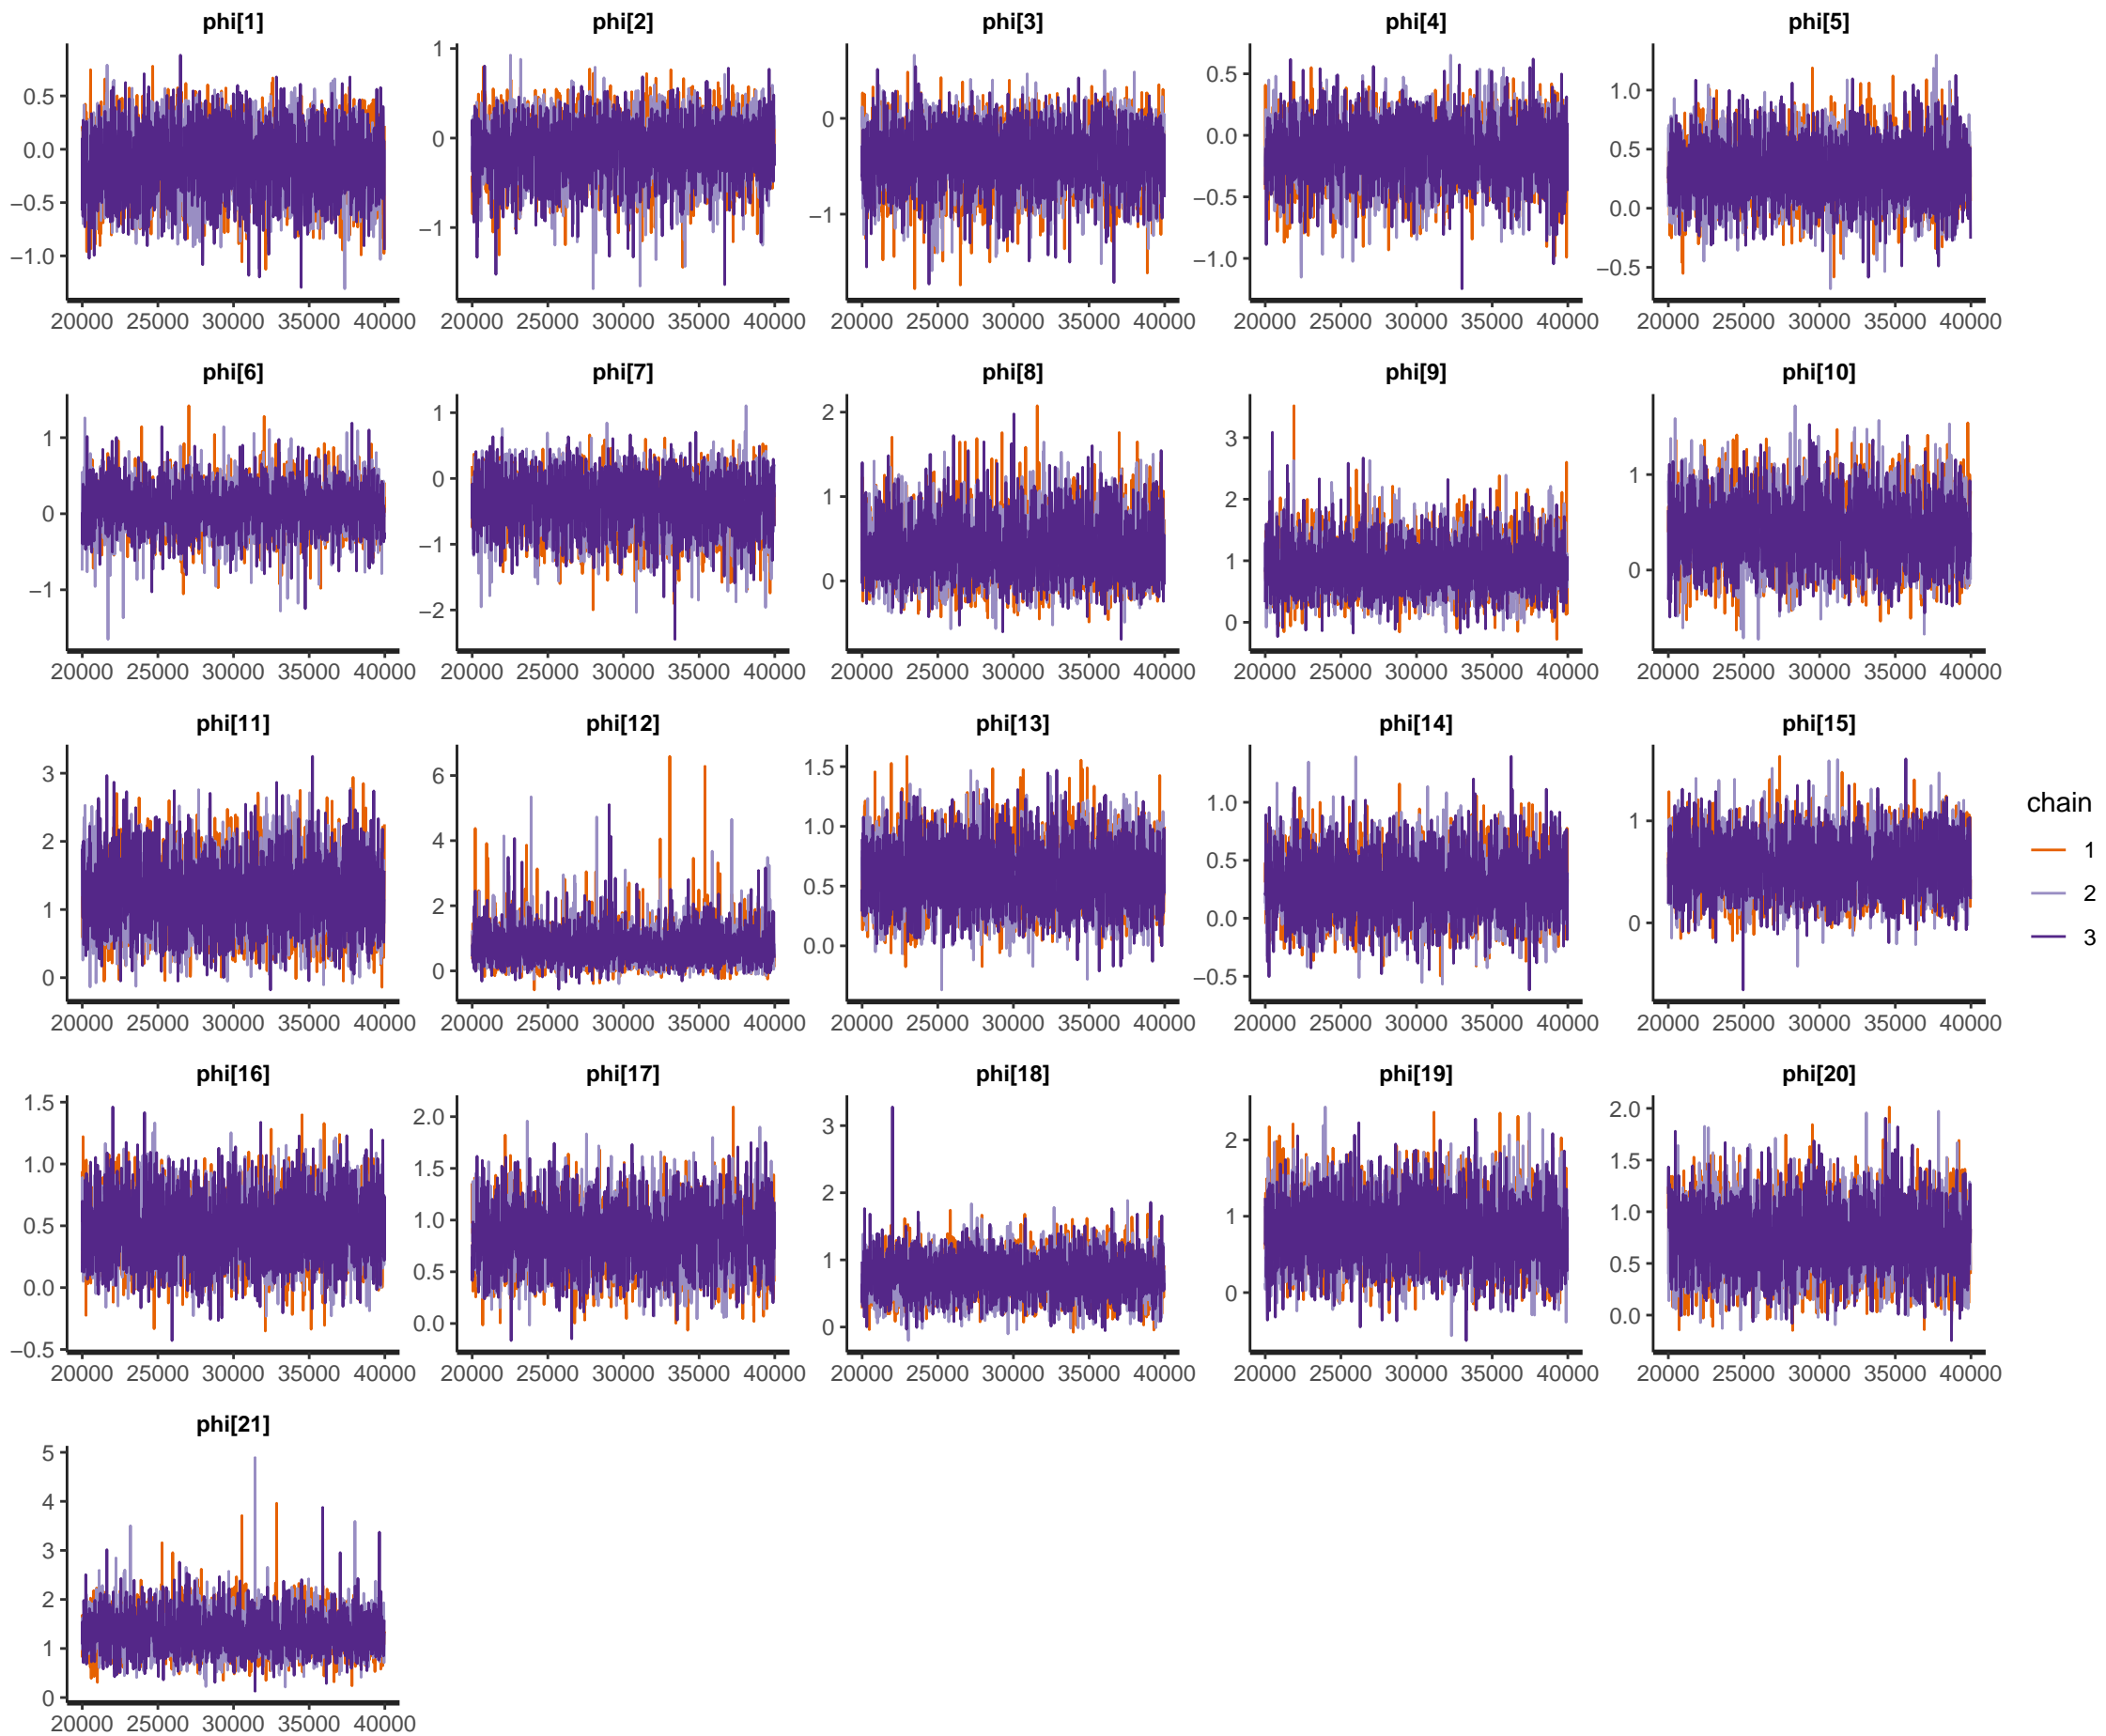 phi[1] phi[2] phi[3] phi[4] phi[5]
0.5 0.0 −0.5 −1.0
1 0 −1
0 −1
0.5 0.0 −0.5 −1.0
1.0 0.5 0.0 −0.5
20000 25000 30000 35000 40000 20000 25000 30000 35000 40000 20000 25000 30000 35000 40000 20000 25000 30000 35000 40000 20000 25000 30000 35000 40000
phi[6] phi[7] phi[8] phi[9] phi[10]
1 0 −1
1 0 −1 −2
2 1 0
3 2 1 0
1 0
20000 25000 30000 35000 40000 20000 25000 30000 35000 40000 20000 25000 30000 35000 40000 20000 25000 30000 35000 40000 20000 25000 30000 35000 40000
phi[11] phi[12] phi[13] phi[14] phi[15]
3 2 1 0
6 4 2 0
1.5 1.0 0.5 0.0
1.0 0.5 0.0 −0.5
1 0
20000 25000 30000 35000 40000 20000 25000 30000 35000 40000 20000 25000 30000 35000 40000 20000 25000 30000 35000 40000 20000 25000 30000 35000 40000
phi[16] phi[17] phi[18] phi[19] phi[20]
1.5 1.0 0.5 0.0 −0.5
2.0 1.5 1.0 0.5 0.0
3 2 1 0
2 1 0
2.0 1.5 1.0 0.5 0.0
20000 25000 30000 35000 40000 20000 25000 30000 35000 40000 20000 25000 30000 35000 40000 20000 25000 30000 35000 40000 20000 25000 30000 35000 40000
phi[21]
5 4 3 2 1 0
20000 25000 30000 35000 40000
chain
1
2
3